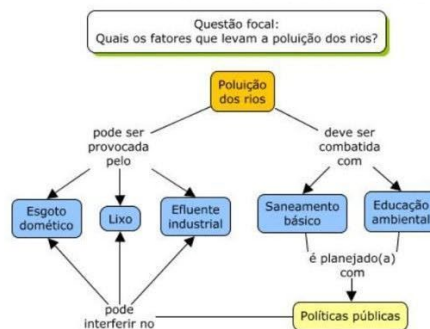 Questão focal:
Quais os fatores que levam a poluição dos rios?
Poluição
dos rios
pode ser
provocada
pelo
deve ser
combatida
com
Esgoto
domético
Lixo
Efluente
industrial
Saneamento
básico
Educação
ambiental
é planejado(a)
com
pode
interferir no
Políticas públicas